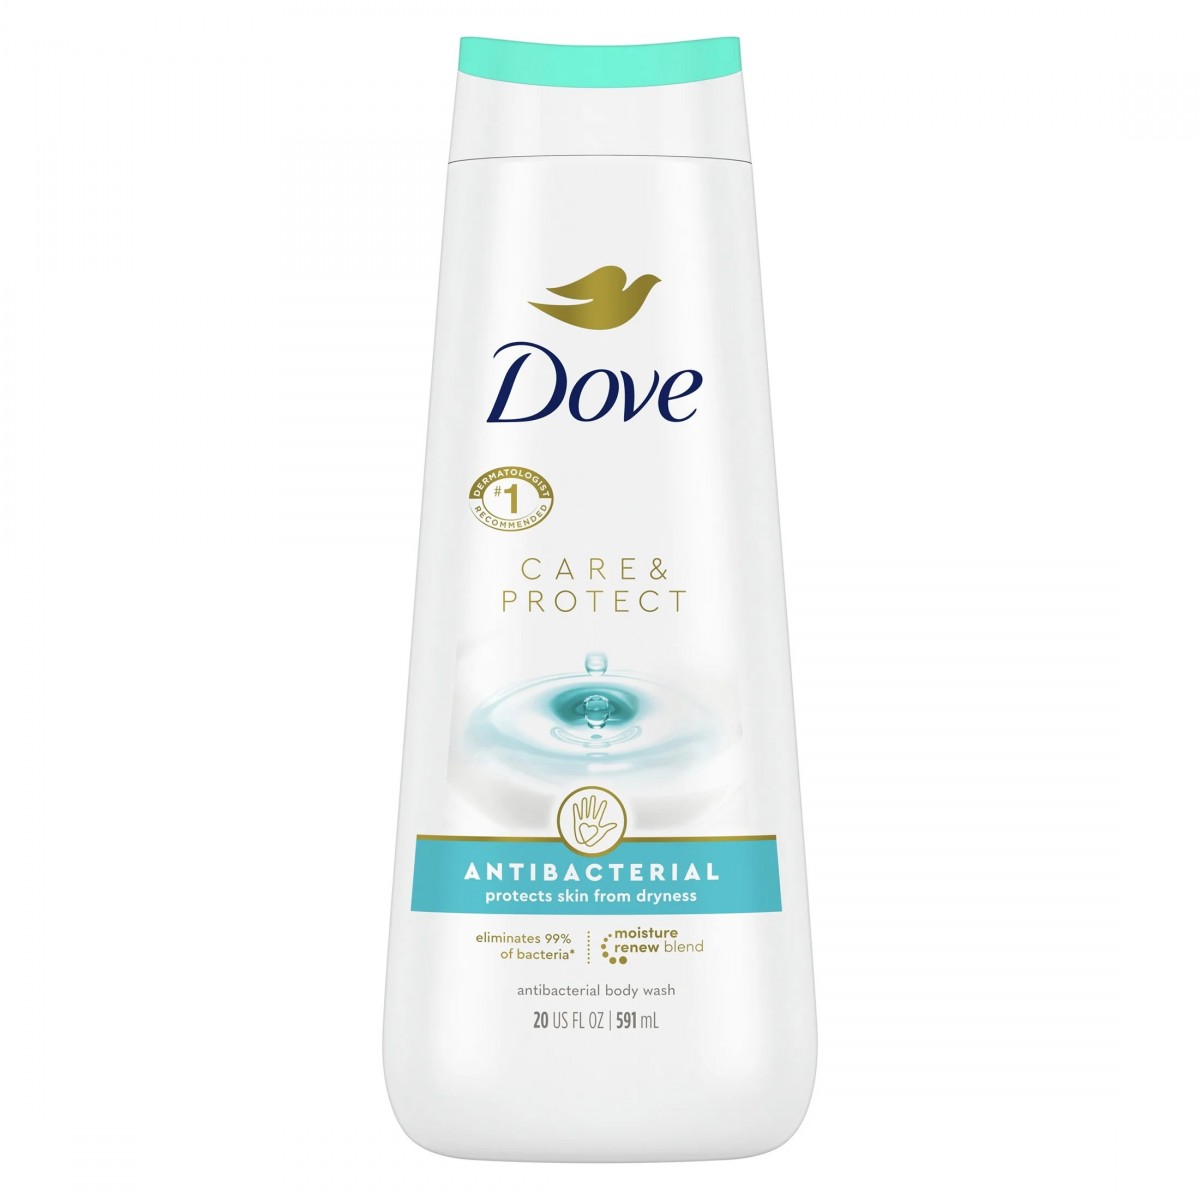 Dove
DERMATOLOGIST
#1
RECOMMENDED
CARE &
PROTECT
ANTIBACTERIAL
protects skin from dryness
eliminates 99%
of bacteria*
moisture
renew blend
antibacterial body wash
20 US FL OZ | 591 mL